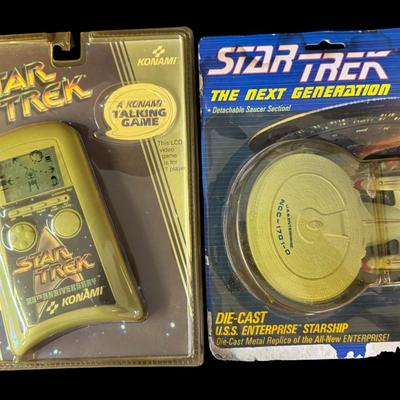 STAR
TREK
KONAMI
A KONAMI
TALKING
GAME
This LCD
video
game is
for 1
player
STAR
TREK
25TH ANNIVERSARY
KONAMI
STAR TREK
THE NEXT GENERATION
• Detachable Saucer Section!
U.S.S. ENTERPRISE
NCC-1701-D
DIE-CAST
U.S.S. ENTERPRISE™ STARSHIP
Die-Cast Metal Replica of the All-New ENTERPRISE!